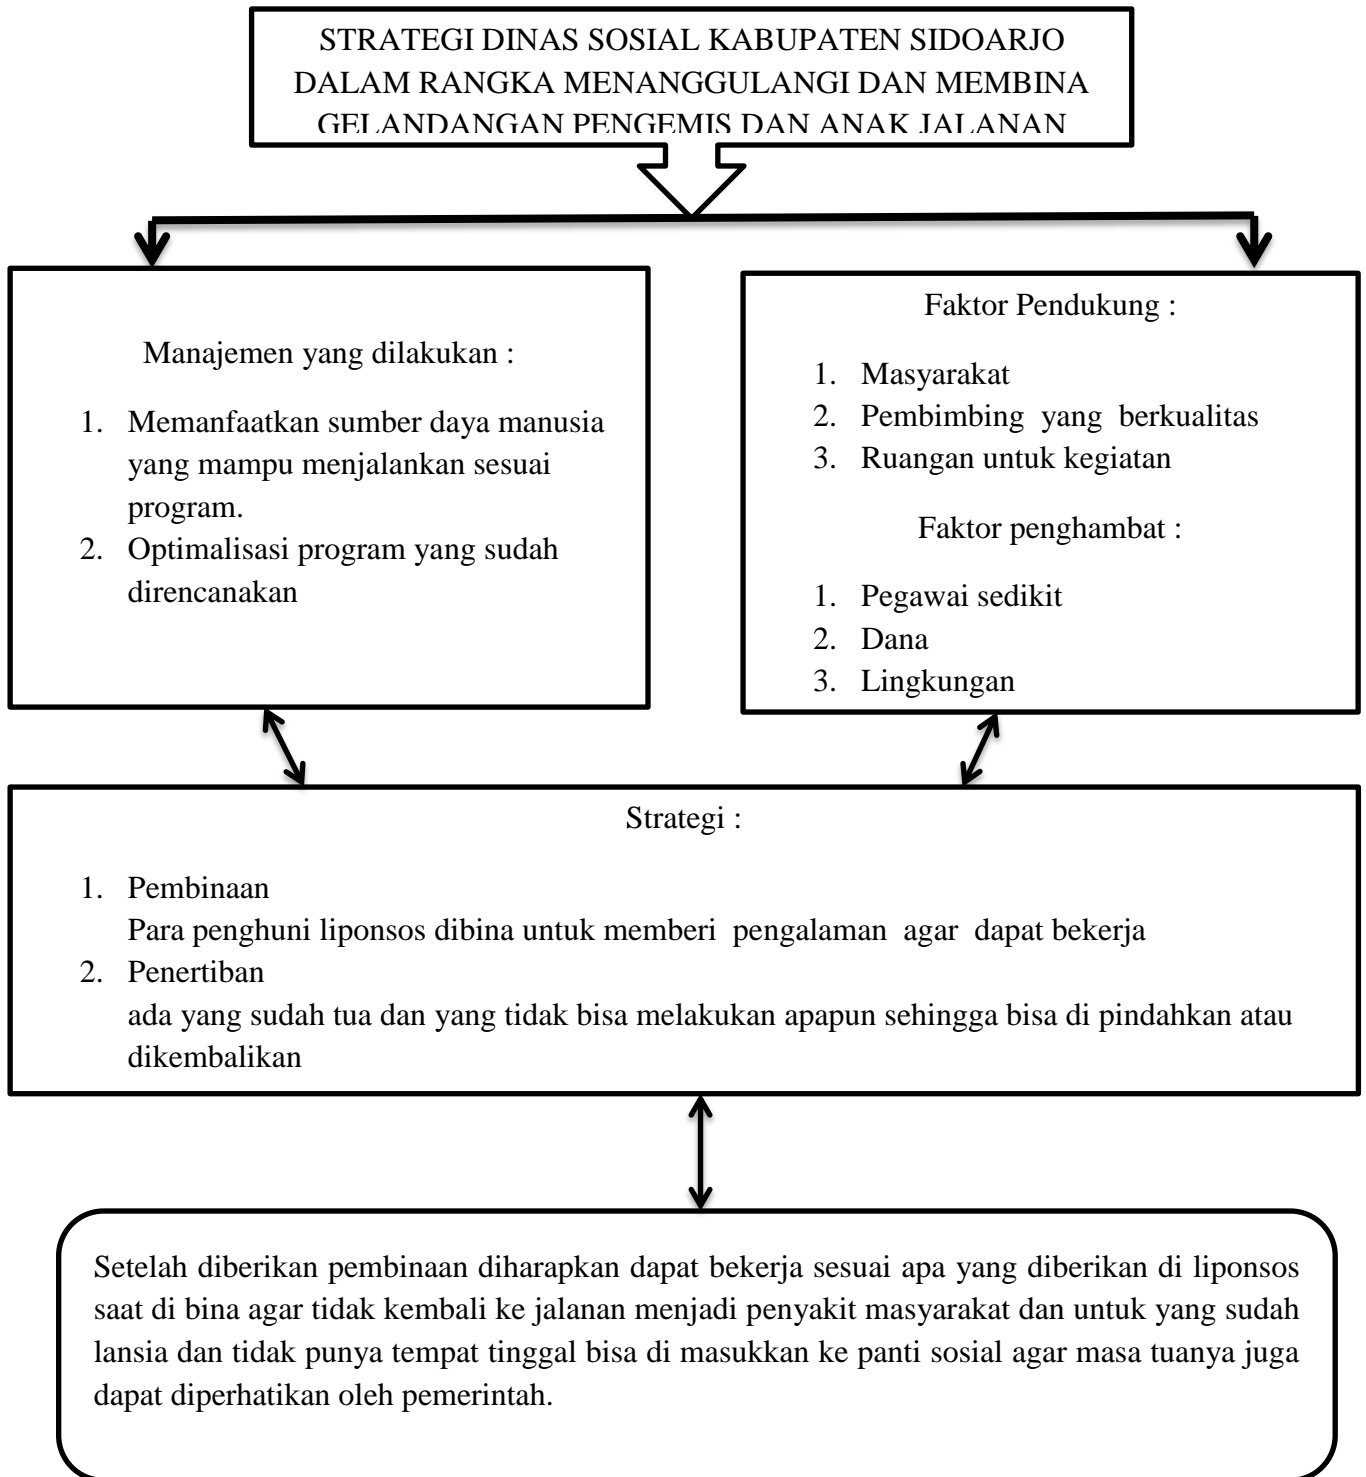 STRATEGI DINAS SOSIAL KABUPATEN SIDOARJO
DALAM RANGKA MENANGGULANGI DAN MEMBINA
GELANDANGAN PENGEMIS DAN ANAK JALANAN
Manajemen yang dilakukan :
1. Memanfaatkan sumber daya manusia
yang mampu menjalankan sesuai
program.
2. Optimalisasi program yang sudah
direncanakan
Faktor Pendukung :
1. Masyarakat
2. Pembimbing yang berkualitas
3. Ruangan untuk kegiatan
Faktor penghambat :
1. Pegawai sedikit
2. Dana
3. Lingkungan
Strategi :
1. Pembinaan
Para penghuni liponsos dibina untuk memberi pengalaman agar dapat bekerja
2. Penertiban
ada yang sudah tua dan yang tidak bisa melakukan apapun sehingga bisa di pindahkan atau
dikembalikan
Setelah diberikan pembinaan diharapkan dapat bekerja sesuai apa yang diberikan di liponsos
saat di bina agar tidak kembali ke jalanan menjadi penyakit masyarakat dan untuk yang sudah
lansia dan tidak punya tempat tinggal bisa di masukkan ke panti sosial agar masa tuanya juga
dapat diperhatikan oleh pemerintah.